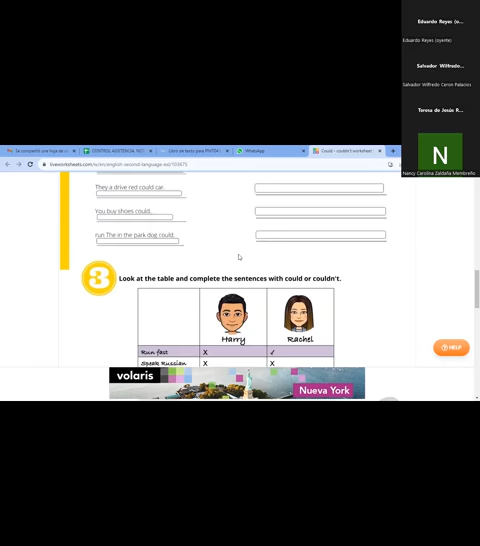 Eduardo Reyes (o...
Eduardo Reyes (oyente)
Salvador Wilfredo...
Salvador Wilfredo Ceron Palacios
Teresa de Jesús R...
N
Nancy Carolina Zaldaña Membreño
CONTROL ASISTENCIA, NOT
WhatsApp
Could - couldn't worksheet
liveworksheets.com/w/en/english-second-language-esl/103675
They a drive red could car.
You buy shoes could.
run The in the park dog could.
3
Look at the table and complete the sentences with could or couldn't.
Harry
Rachel
Run fast X ✓
Speak Russian X X
HELP
volaris
Nueva York